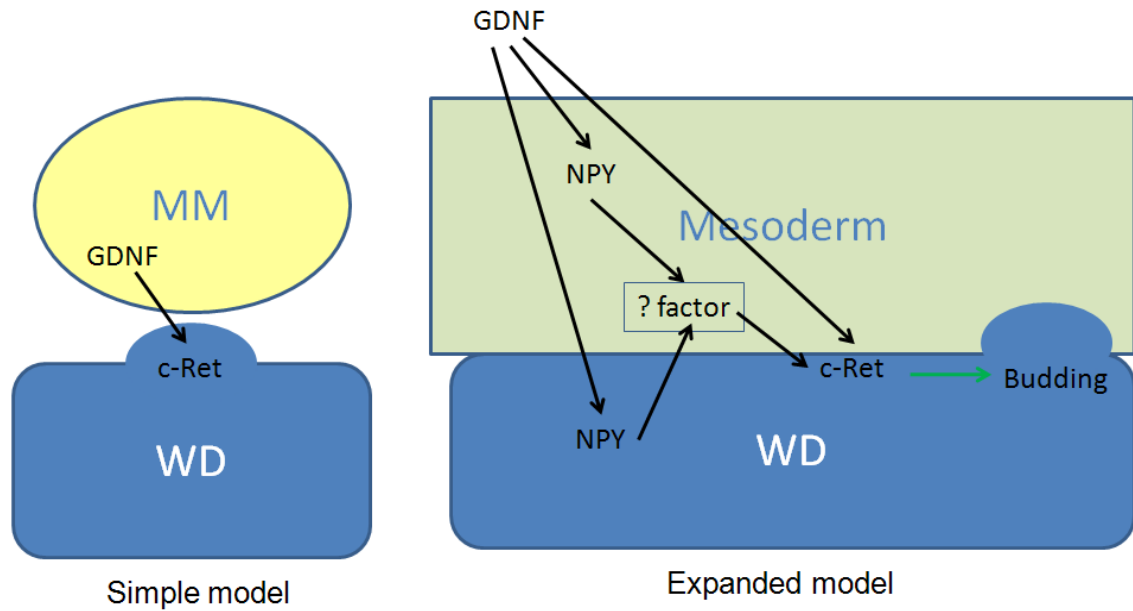 MM
GDNF
c-Ret
WD
Simple model
GDNF
NPY
Mesoderm
? factor
c-Ret
Budding
NPY
WD
Expanded model